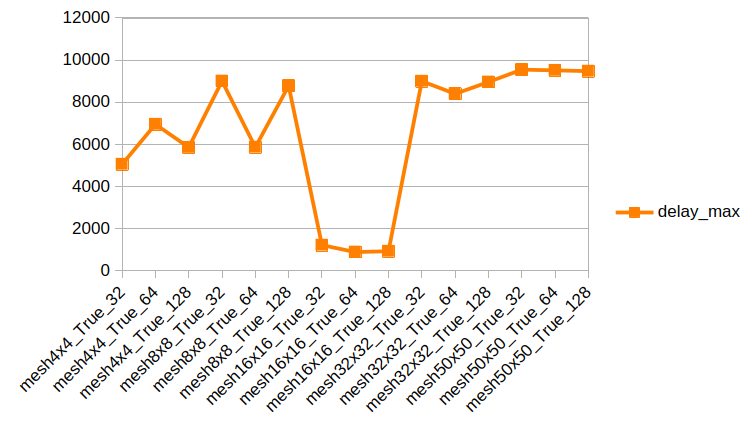 12000
10000
8000
6000
4000
2000
0
delay_max
mesh4x4_True_32
mesh4x4_True_64
mesh4x4_True_128
mesh8x8_True_32
mesh8x8_True_64
mesh8x8_True_128
mesh16x16_True_32
mesh16x16_True_64
mesh16x16_True_128
mesh32x32_True_32
mesh32x32_True_64
mesh32x32_True_128
mesh50x50_True_32
mesh50x50_True_64
mesh50x50_True_128